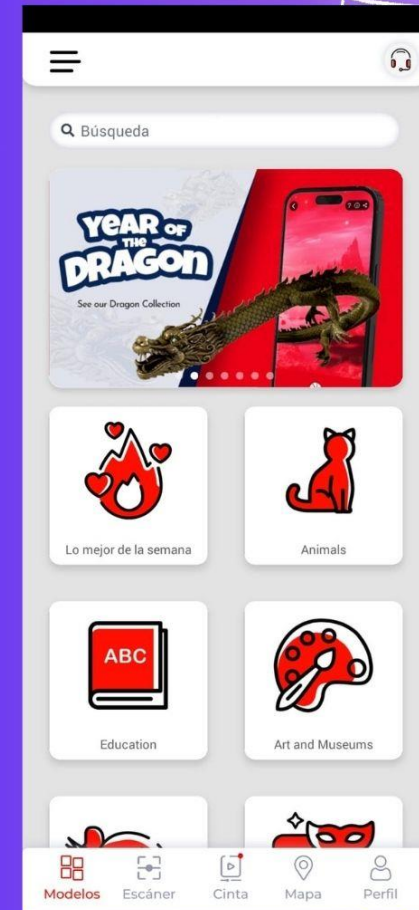 Búsqueda
YEAR OF
THE
DRAGON
See our Dragon Collection
Lo mejor de la semana
Animals
ABC
Education
Art and Museums
Modelos
Escáner
Cinta
Mapa
Perfil